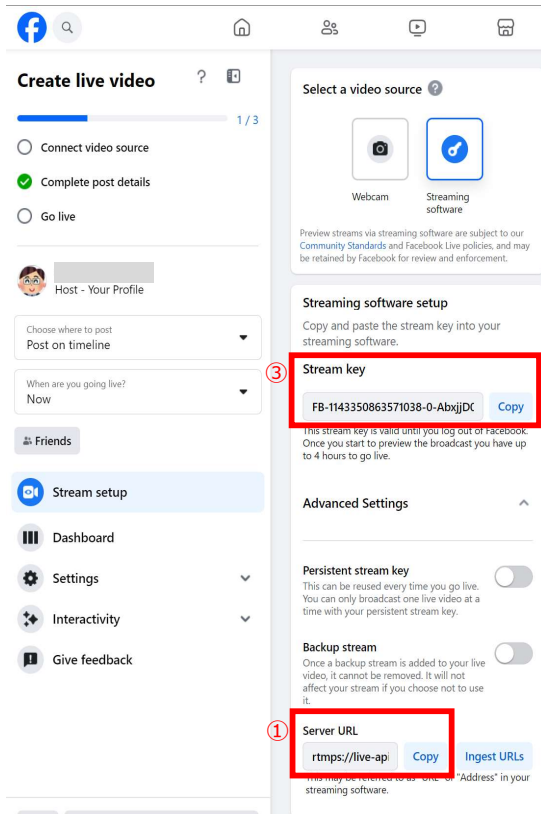 Create live video
?
1 / 3
Connect video source
Complete post details
Go live
Host - Your Profile
Choose where to post
Post on timeline
When are you going live?
Now
Friends
Stream setup
Dashboard
Settings
Interactivity
Give feedback
Select a video source ?
Webcam
Streaming
software
Preview streams via streaming software are subject to our
Community Standards and Facebook Live policies, and may
be retained by Facebook for review and enforcement.
Streaming software setup
Copy and paste the stream key into your
streaming software.
③
Stream key
FB-1143350863571038-0-AbxjjD( Copy
This stream key is valid until you log out of Facebook.
Once you start to preview the broadcast you have up
to 4 hours to go live.
Advanced Settings
Persistent stream key
This can be reused every time you go live.
You can only broadcast one live video at a
time with your persistent stream key.
Backup stream
Once a backup stream is added to your live
video, it cannot be removed. It will not
affect your stream if you choose not to use
it.
①
Server URL
rtmps://live-api Copy Ingest URLs
This may be referred to as "URL" or "Address" in your
streaming software.